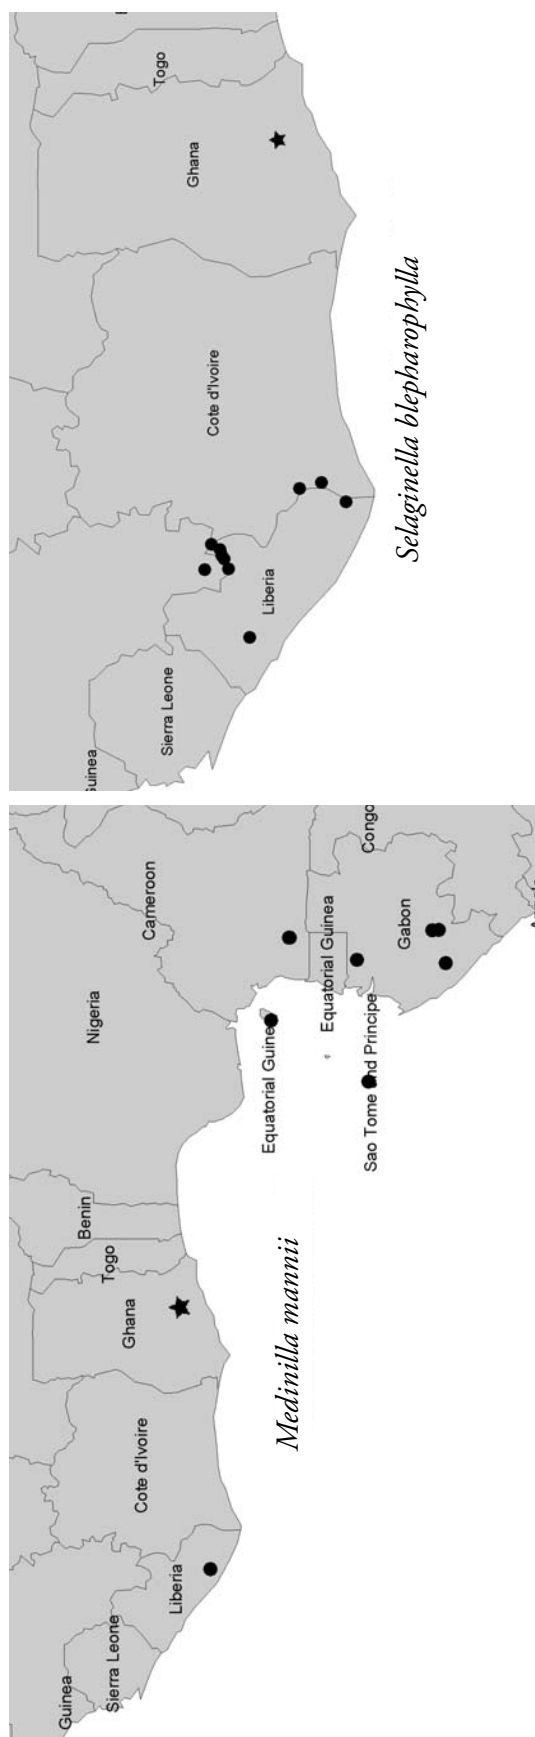 Guinea
Benin
Nigeria
Togo
Sierra Leone
Ghana
Cote d'Ivoire
Cameroon
Liberia
Equatorial Guinea
Medinilla mannii
Equatorial Guinea
Sao Tome and Principe
Congo
Gabon
Guinea
Togo
Sierra Leone
Ghana
Cote d'Ivoire
Liberia
Selaginella blepharophylla